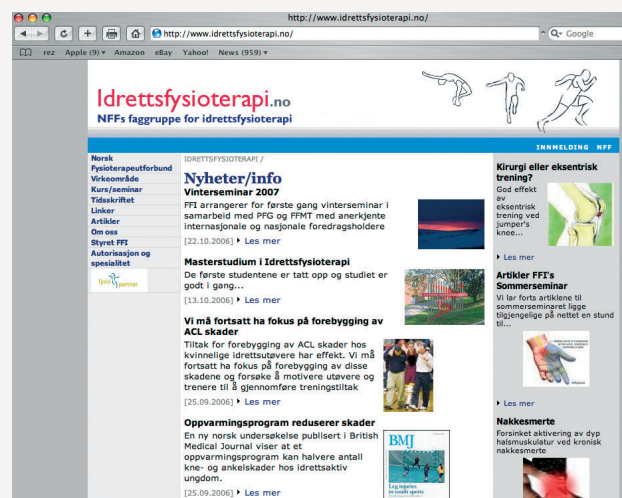 http://www.idrettsfysioterapi.no/
http://www.idrettsfysioterapi.no/
Google
rez Apple (9) Amazon eBay Yahoo! News (959)
Idrettsfysioterapi.no
NFFs faggruppe for idrettsfysioterapi
INNMELDING NFF
Norsk
Fysioterapeutforbund
Virkeområde
Kurs/seminar
Tidsskriftet
Linker
Artikler
Om oss
Styret FFI
Autorisasjon og
spesialitet
fysio partner
IDRETTSFYSIOTERAPI /
Nyheter/info
Vinterseminar 2007
FFI arrangerer for første gang vinterseminar i
samarbeid med PFG og FFMT med anerkjente
internasjonale og nasjonale foredragsholdere
[22.10.2006] Les mer
Masterstudium i Idrettsfysioterapi
De første studentene er tatt opp og studiet er
godt i gang...
[13.10.2006] Les mer
Vi må fortsatt ha fokus på forebygging av
ACL skader
Tiltak for forebygging av ACL skader hos
kvinnelige idrettsutøvere har effekt. Vi må
fortsatt ha fokus på forebygging av disse
skadene og forsøke å motivere utøvere og
trenere til å gjennomføre treningstiltak
[25.09.2006] Les mer
Oppvarmingsprogram reduserer skader
En ny norsk undersøkelse publisert i British
Medical Journal viser at et
oppvarmingsprogram kan halvere antall
kne- og ankelskader hos idrettsaktiv
ungdom.
[25.09.2006] Les mer
BMJ
Leg injuries
in youth sports
Kirurgi eller eksentrisk
trening?
God effekt
av
eksentrisk
trening ved
jumper's
knee...
Les mer
Artikler FFI's
Sommerseminar
Vi lar forts artiklene til
sommerseminaret ligge
tilgjengelige på nettet en stund
til...
Les mer
Nakkesmerte
Forsinket aktivering av dyp
halsmuskulatur ved kronisk
nakkesmerte